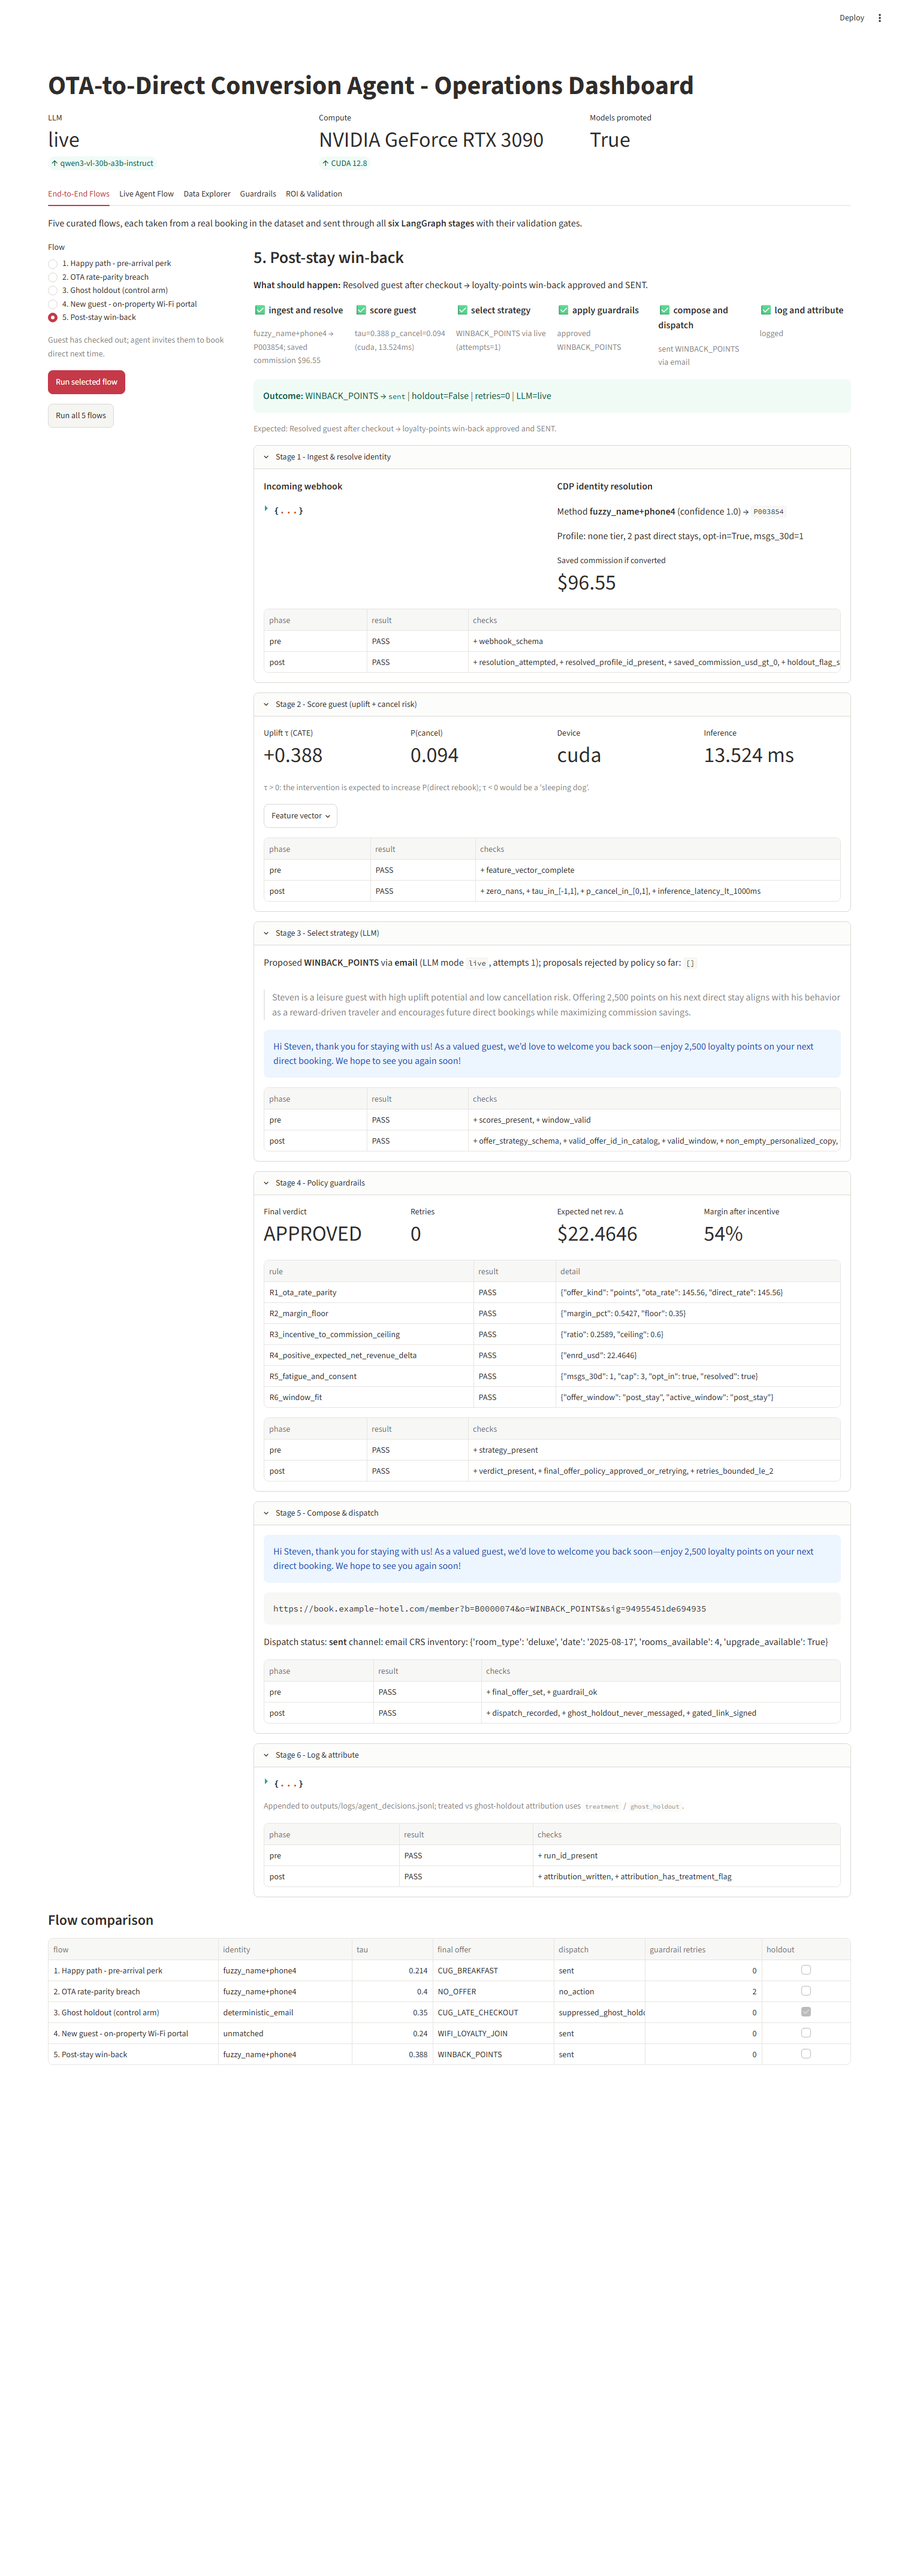 Deploy
OTA-to-Direct Conversion Agent - Operations Dashboard
LLM
live
↑ qwen3-vl-30b-a3b-instruct
Compute
NVIDIA GeForce RTX 3090
↑ CUDA 12.8
Models promoted
True
End-to-End Flows Live Agent Flow Data Explorer Guardrails ROI & Validation
Five curated flows, each taken from a real booking in the dataset and sent through all six LangGraph stages with their validation gates.
Flow
1. Happy path - pre-arrival perk
2. OTA rate-parity breach
3. Ghost holdout (control arm)
4. New guest - on-property Wi-Fi portal
5. Post-stay win-back
Guest has checked out; agent invites them to book
direct next time.
Run selected flow
Run all 5 flows
5. Post-stay win-back
What should happen: Resolved guest after checkout → loyalty-points win-back approved and SENT.
✅ ingest and resolve
fuzzy_name+phone4 →
P003854; saved
commission $96.55
✅ score guest
tau=0.388 p_cancel=0.094
(cuda, 13.524ms)
✅ select strategy
WINBACK_POINTS via live
(attempts=1)
✅ apply guardrails
approved
WINBACK_POINTS
✅ compose and
dispatch
sent WINBACK_POINTS
via email
✅ log and attribute
logged
Outcome: WINBACK_POINTS → sent | holdout=False | retries=0 | LLM=live
Expected: Resolved guest after checkout → loyalty-points win-back approved and SENT.
Stage 1 - Ingest & resolve identity
Incoming webhook
{...}
CDP identity resolution
Method fuzzy_name+phone4 (confidence 1.0) → P003854
Profile: none tier, 2 past direct stays, opt-in=True, msgs_30d=1
Saved commission if converted
$96.55
phase result checks
pre PASS + webhook_schema
post PASS + resolution_attempted, + resolved_profile_id_present, + saved_commission_usd_gt_0, + holdout_flag_s
Stage 2 - Score guest (uplift + cancel risk)
Uplift τ (CATE)
+0.388
P(cancel)
0.094
Device
cuda
Inference
13.524 ms
τ > 0: the intervention is expected to increase P(direct rebook); τ < 0 would be a 'sleeping dog'.
Feature vector
phase result checks
pre PASS + feature_vector_complete
post PASS + zero_nans, + tau_in_[-1,1], + p_cancel_in_[0,1], + inference_latency_lt_1000ms
Stage 3 - Select strategy (LLM)
Proposed WINBACK_POINTS via email (LLM mode live , attempts 1); proposals rejected by policy so far: []
Steven is a leisure guest with high uplift potential and low cancellation risk. Offering 2,500 points on his next direct stay aligns with his behavior
as a reward-driven traveler and encourages future direct bookings while maximizing commission savings.
Hi Steven, thank you for staying with us! As a valued guest, we'd love to welcome you back soon—enjoy 2,500 loyalty points on your next
direct booking. We hope to see you again soon!
phase result checks
pre PASS + scores_present, + window_valid
post PASS + offer_strategy_schema, + valid_offer_id_in_catalog, + valid_window, + non_empty_personalized_copy,
Stage 4 - Policy guardrails
Final verdict
APPROVED
Retries
0
Expected net rev. Δ
$22.4646
Margin after incentive
54%
rule result detail
R1_ota_rate_parity PASS {"offer_kind": "points", "ota_rate": 145.56, "direct_rate": 145.56}
R2_margin_floor PASS {"margin_pct": 0.5427, "floor": 0.35}
R3_incentive_to_commission_ceiling PASS {"ratio": 0.2589, "ceiling": 0.6}
R4_positive_expected_net_revenue_delta PASS {"enrd_usd": 22.4646}
R5_fatigue_and_consent PASS {"msgs_30d": 1, "cap": 3, "opt_in": true, "resolved": true}
R6_window_fit PASS {"offer_window": "post_stay", "active_window": "post_stay"}
phase result checks
pre PASS + strategy_present
post PASS + verdict_present, + final_offer_policy_approved_or_retrying, + retries_bounded_le_2
Stage 5 - Compose & dispatch
Hi Steven, thank you for staying with us! As a valued guest, we'd love to welcome you back soon—enjoy 2,500 loyalty points on your next
direct booking. We hope to see you again soon!
https://book.example-hotel.com/member?b=B0000074&o=WINBACK_POINTS&sig=94955451de694935
Dispatch status: sent channel: email CRS inventory: {'room_type': 'deluxe', 'date': '2025-08-17', 'rooms_available': 4, 'upgrade_available': True}
phase result checks
pre PASS + final_offer_set, + guardrail_ok
post PASS + dispatch_recorded, + ghost_holdout_never_messaged, + gated_link_signed
Stage 6 - Log & attribute
{...}
Appended to outputs/logs/agent_decisions.jsonl; treated vs ghost-holdout attribution uses treatment / ghost_holdout .
phase result checks
pre PASS + run_id_present
post PASS + attribution_written, + attribution_has_treatment_flag
Flow comparison
flow identity tau final offer dispatch guardrail retries holdout
1. Happy path - pre-arrival perk fuzzy_name+phone4 0.214 CUG_BREAKFAST sent 0
2. OTA rate-parity breach fuzzy_name+phone4 0.4 NO_OFFER no_action 2
3. Ghost holdout (control arm) deterministic_email 0.35 CUG_LATE_CHECKOUT suppressed_ghost_holdo 0
4. New guest - on-property Wi-Fi portal unmatched 0.24 WIFI_LOYALTY_JOIN sent 0
5. Post-stay win-back fuzzy_name+phone4 0.388 WINBACK_POINTS sent 0